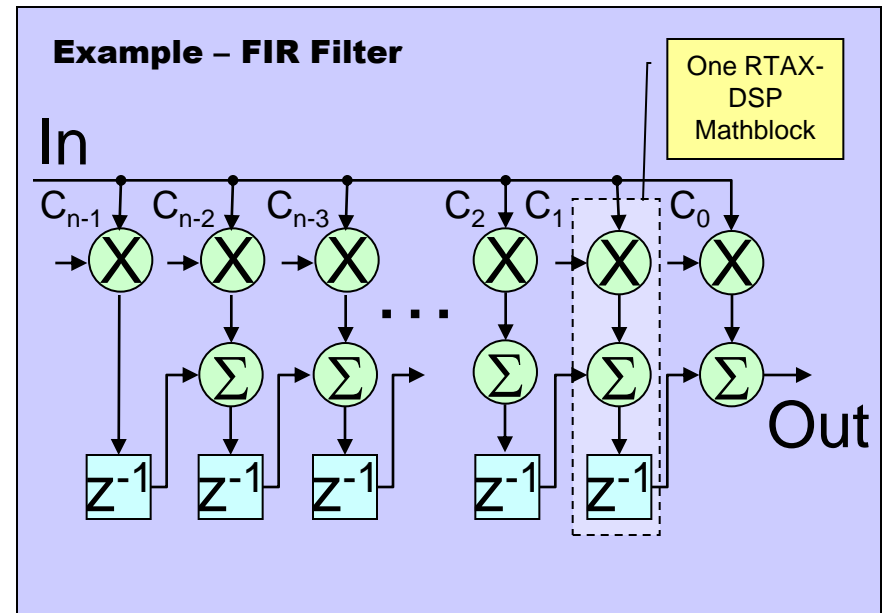 Example – FIR Filter
One RTAX-
DSP
Mathblock
In
Cn-1 Cn-2 Cn-3 C2 C1 C0
X X X X X X
. . .
Σ Σ Σ Σ Σ
Out
z-1 z-1 z-1 z-1 z-1